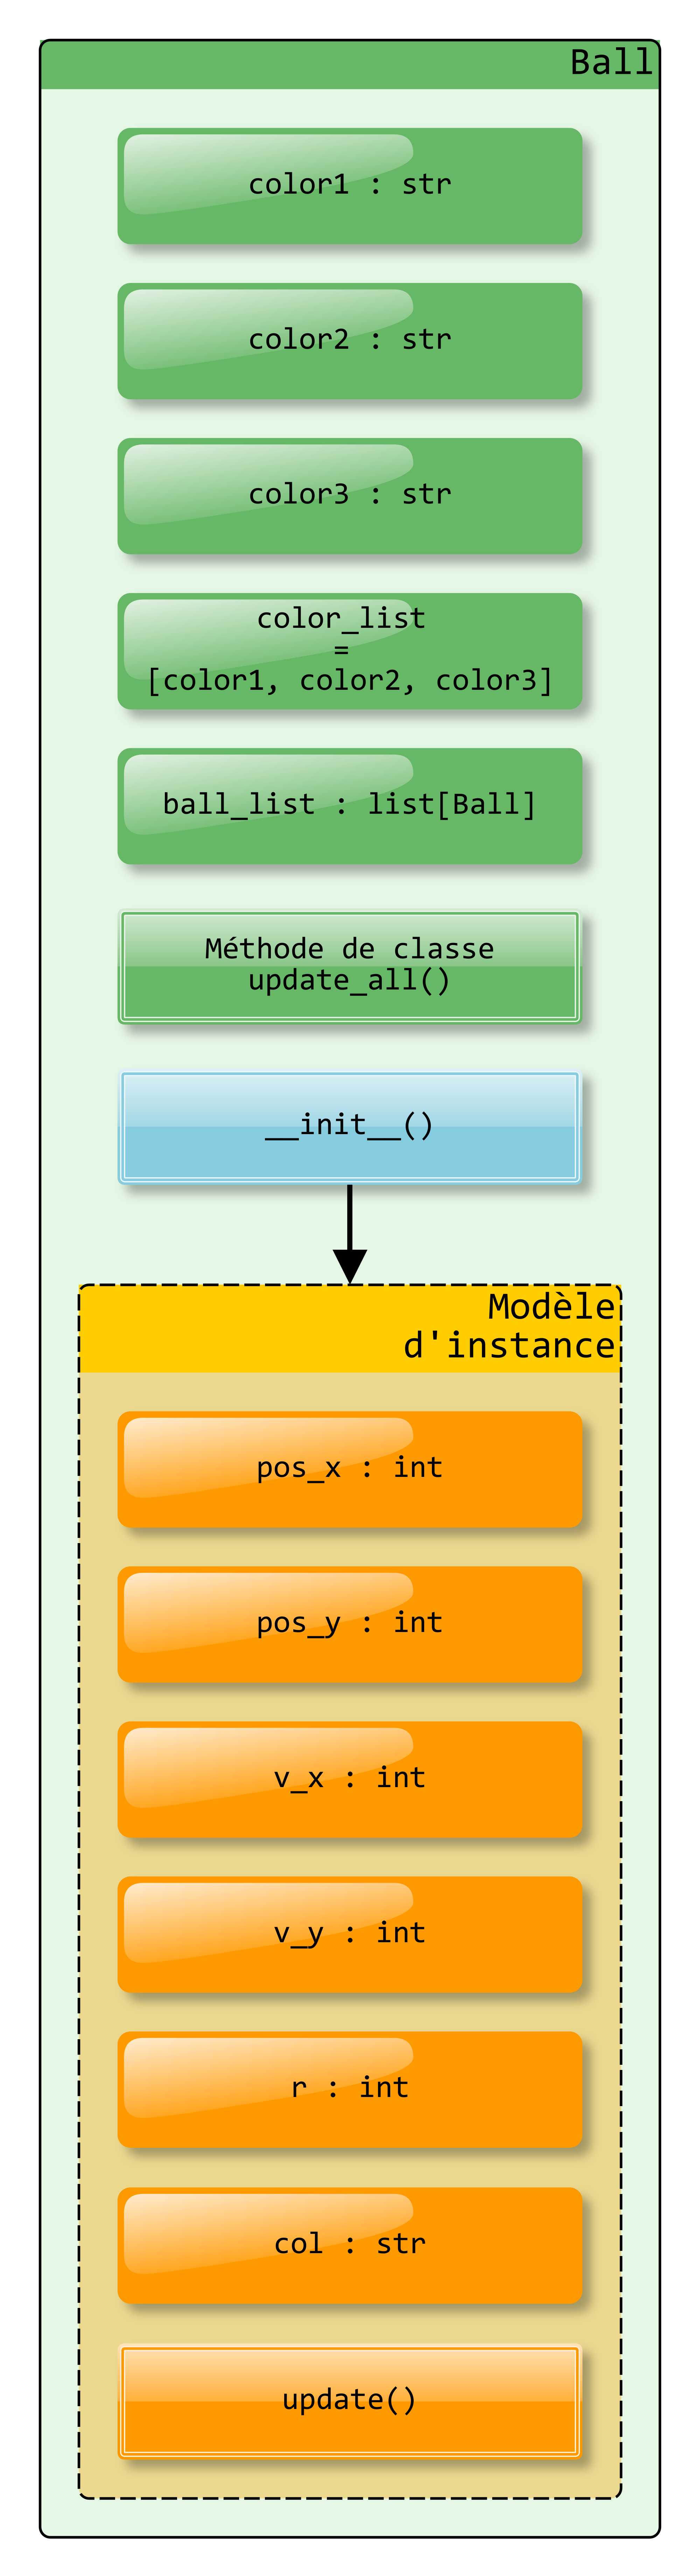 Ball
color1 : str
color2 : str
color3 : str
color_list
=
[color1, color2, color3]
ball_list : list[Ball]
Méthode de classe
update_all()
__init__()
Modèle
d'instance
pos_x : int
pos_y : int
v_x : int
v_y : int
r : int
col : str
update()